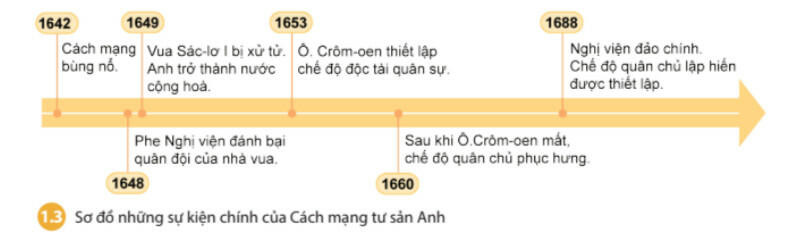 1642
Cách mạng
bùng nổ.
1649
Vua Sác-lơ I bị xử tử.
Anh trở thành nước
cộng hoà.
1653
Ô. Crôm-oen thiết lập
chế độ độc tài quân sự.
1688
Nghị viện đảo chính.
Chế độ quân chủ lập hiến
được thiết lập.
Phe Nghị viện đánh bại
quân đội của nhà vua.
1648
Sau khi Ô.Crôm-oen mất,
chế độ quân chủ phục hưng.
1660
1.3 Sơ đồ những sự kiện chính của Cách mạng tư sản Anh